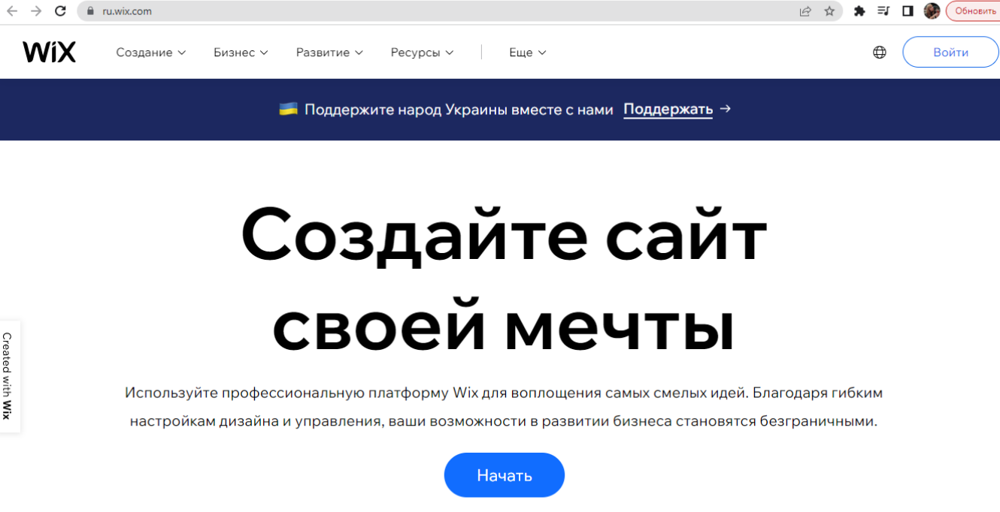 ru.wix.com
Обновить
WiX Создание Бизнес Развитие Ресурсы Еще Войти
Поддержите народ Украины вместе с нами Поддержать →
Создайте сайт
своей мечты
Created with Wix
Используйте профессиональную платформу Wix для воплощения самых смелых идей. Благодаря гибким
настройкам дизайна и управления, ваши возможности в развитии бизнеса становятся безграничными.
Начать